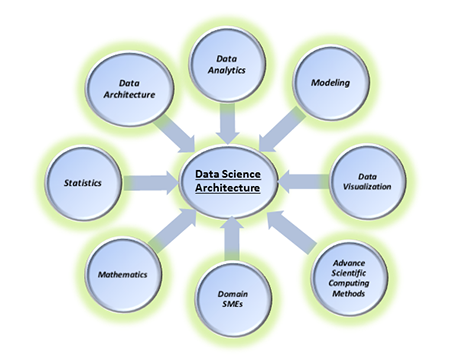 Data
Analytics
Data
Architecture
Modeling
Data Science
Architecture
Statistics
Data
Visualization
Mathematics
Domain
SMEs
Advance
Scientific
Computing
Methods